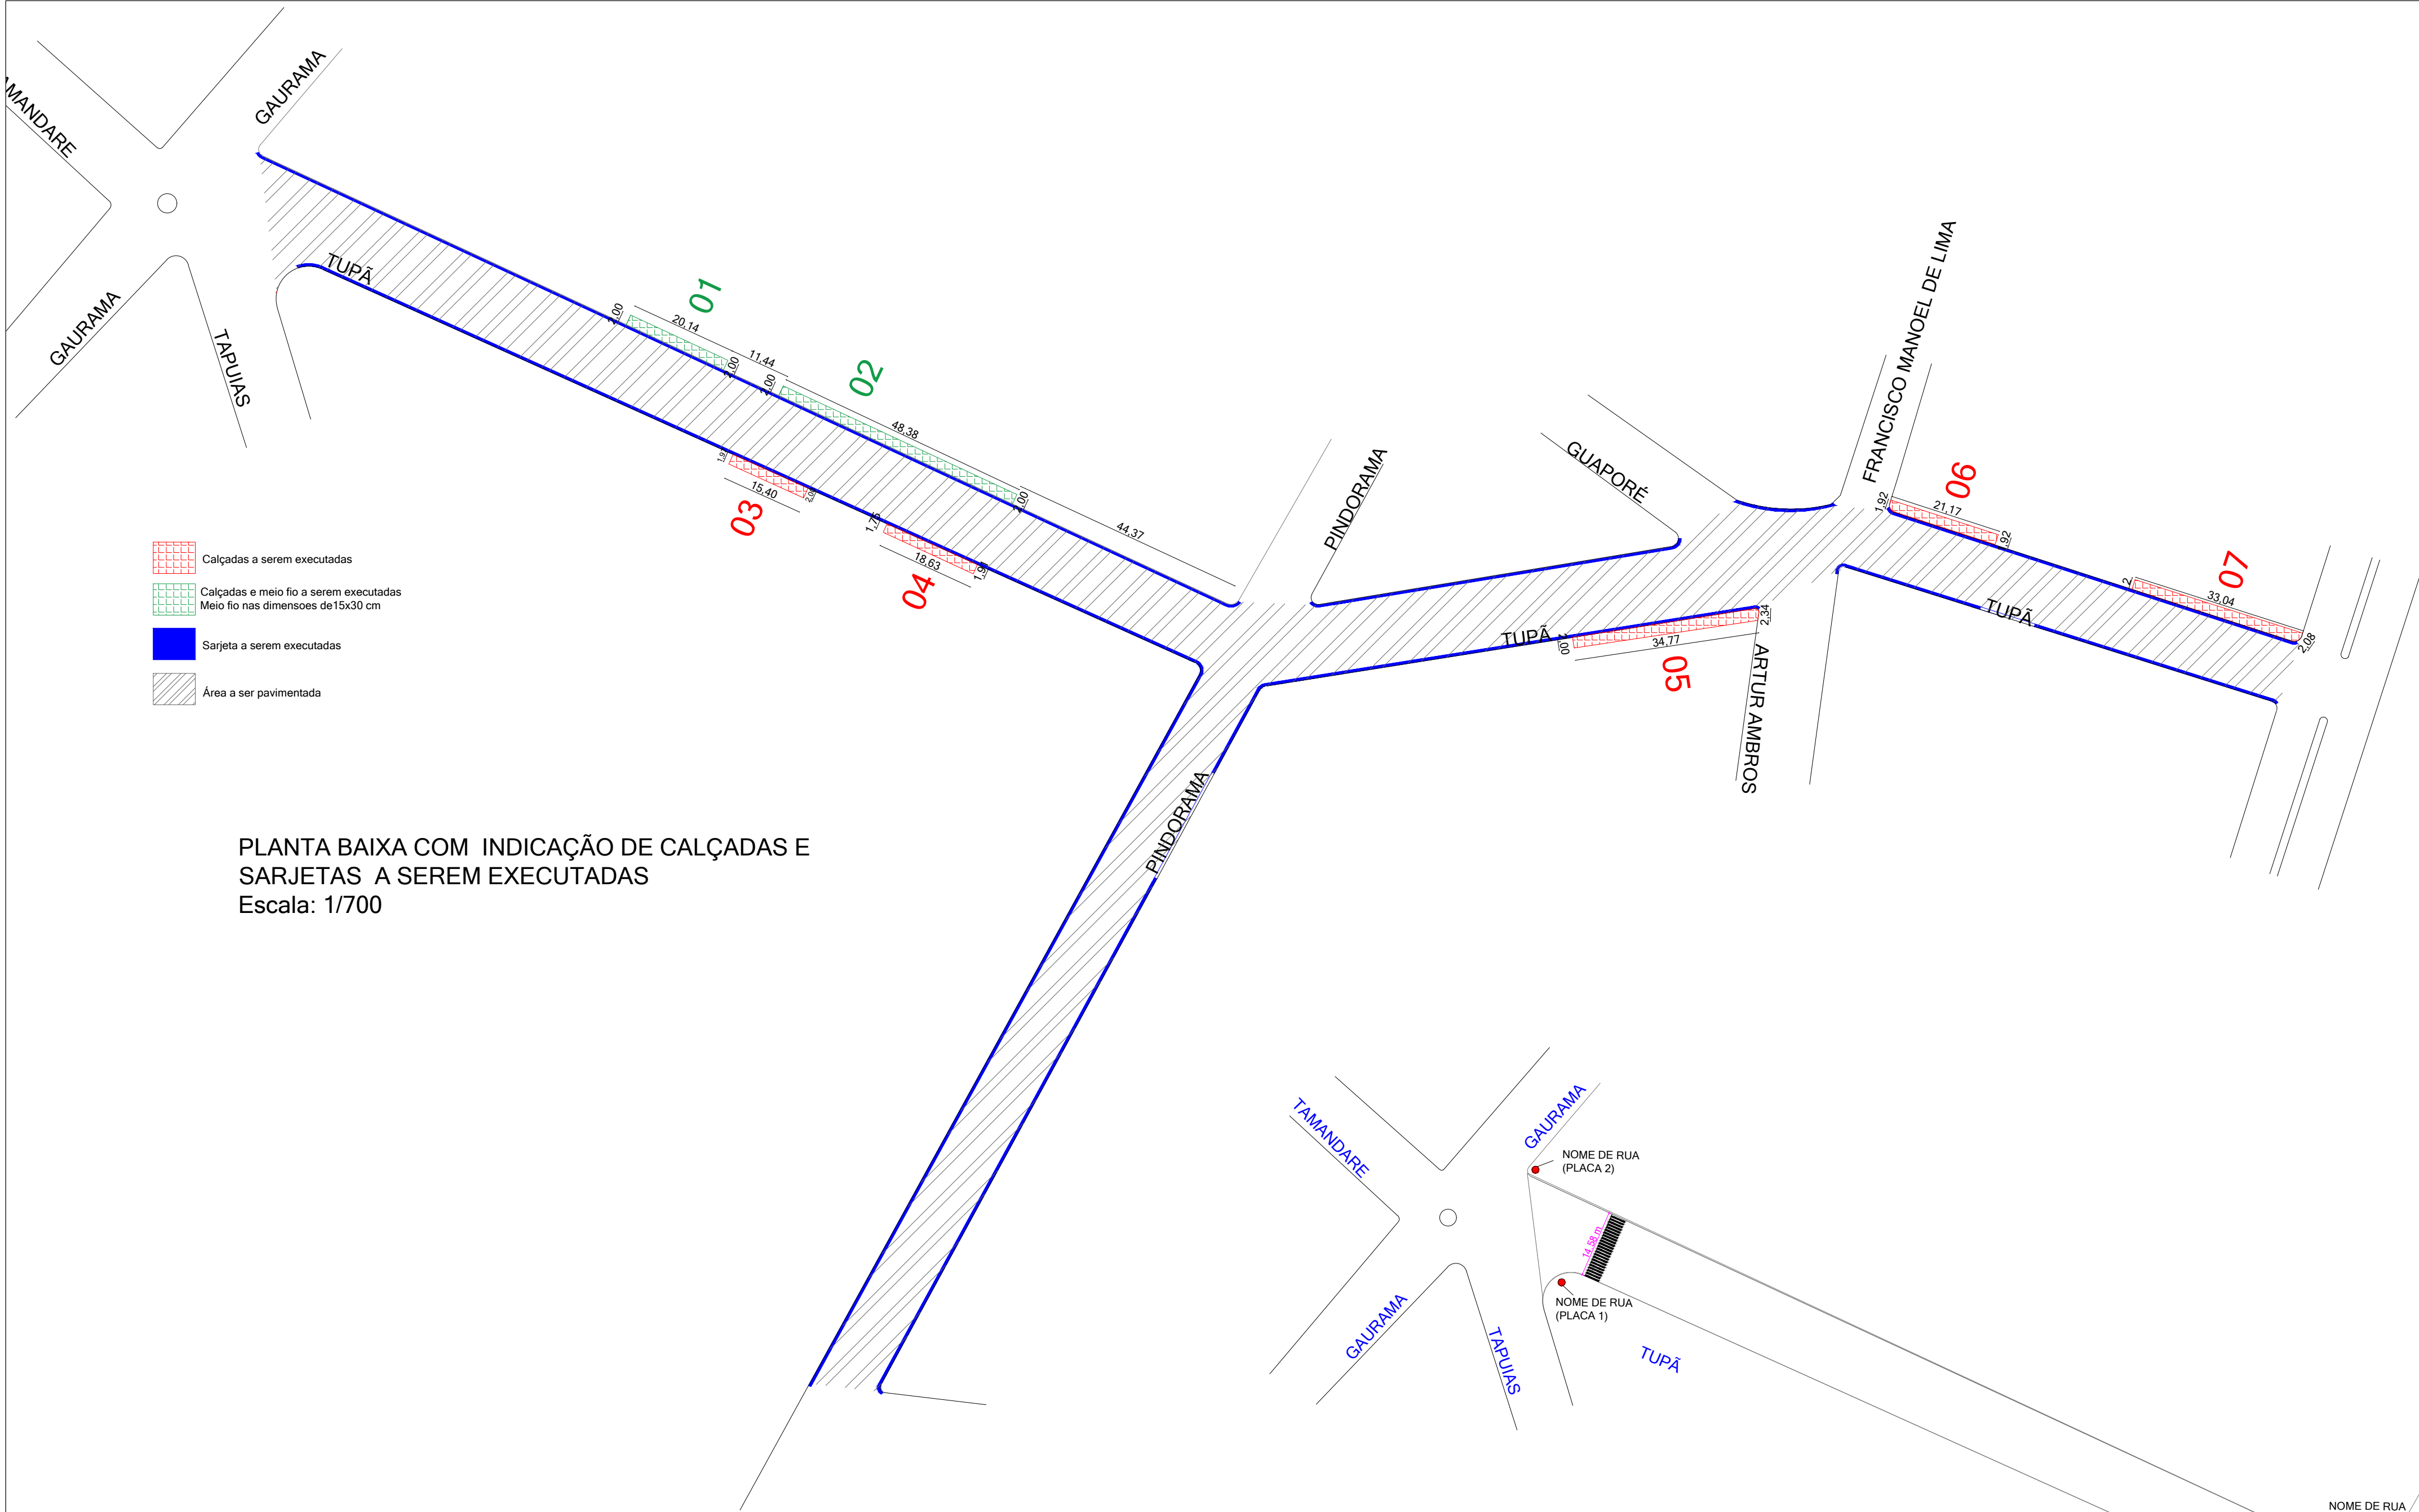 GAURAMA
GAURAMA
TAPUIAS
TUPÃ
01
2,00
20,14
2,00
11,44
02
2,00
48,38
2,00
44,37
03
15,40
04
1,75
18,63
PINDORAMA
GUAPORÉ
FRANCISCO MANOEL DE LIMA
06
1,92
21,17
07
33,04
2,08
TUPÃ
TUPÃ
34,77
2,34
05
ARTUR AMBROS
PINDORAMA
Calçadas a serem executadas
Calçadas e meio fio a serem executadas
Meio fio nas dimensoes de15x30 cm
Sarjeta a serem executadas
Área a ser pavimentada
PLANTA BAIXA COM INDICAÇÃO DE CALÇADAS E
SARJETAS A SEREM EXECUTADAS
Escala: 1/700
TAMANDARE
GAURAMA
NOME DE RUA
(PLACA 2)
14,58 m
NOME DE RUA
(PLACA 1)
GAURAMA
TAPUIAS
TUPÃ
NOME DE RUA